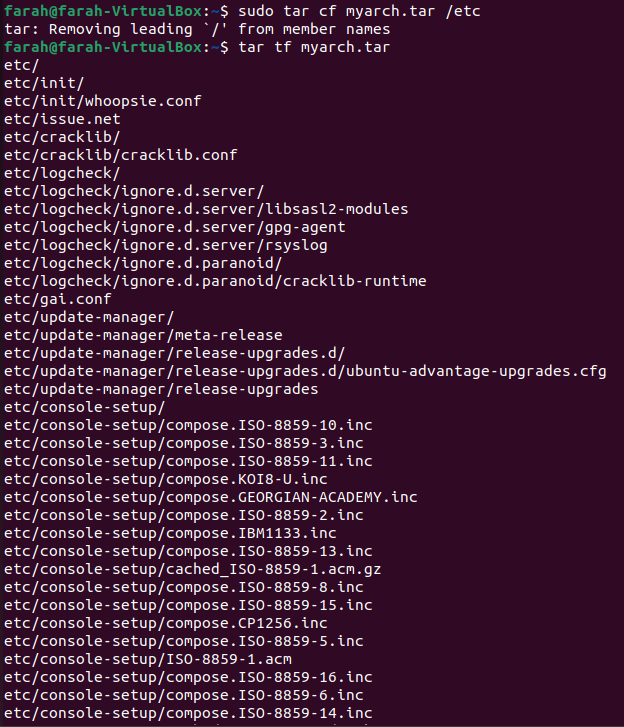 farah@farah-VirtualBox:~$ sudo tar cf myarch.tar /etc
tar: Removing leading `/' from member names
farah@farah-VirtualBox:~$ tar tf myarch.tar
etc/
etc/init/
etc/init/whoopsie.conf
etc/issue.net
etc/cracklib/
etc/cracklib/cracklib.conf
etc/logcheck/
etc/logcheck/ignore.d.server/
etc/logcheck/ignore.d.server/libsasl2-modules
etc/logcheck/ignore.d.server/gpg-agent
etc/logcheck/ignore.d.server/rsyslog
etc/logcheck/ignore.d.paranoid/
etc/logcheck/ignore.d.paranoid/cracklib-runtime
etc/gai.conf
etc/update-manager/
etc/update-manager/meta-release
etc/update-manager/release-upgrades.d/
etc/update-manager/release-upgrades.d/ubuntu-advantage-upgrades.cfg
etc/update-manager/release-upgrades
etc/console-setup/
etc/console-setup/compose.ISO-8859-10.inc
etc/console-setup/compose.ISO-8859-3.inc
etc/console-setup/compose.ISO-8859-11.inc
etc/console-setup/compose.KOI8-U.inc
etc/console-setup/compose.GEORGIAN-ACADEMY.inc
etc/console-setup/compose.ISO-8859-2.inc
etc/console-setup/compose.IBM1133.inc
etc/console-setup/compose.ISO-8859-13.inc
etc/console-setup/cached_ISO-8859-1.acm.gz
etc/console-setup/compose.ISO-8859-8.inc
etc/console-setup/compose.ISO-8859-15.inc
etc/console-setup/compose.CP1256.inc
etc/console-setup/compose.ISO-8859-5.inc
etc/console-setup/ISO-8859-1.acm
etc/console-setup/compose.ISO-8859-16.inc
etc/console-setup/compose.ISO-8859-6.inc
etc/console-setup/compose.ISO-8859-14.inc